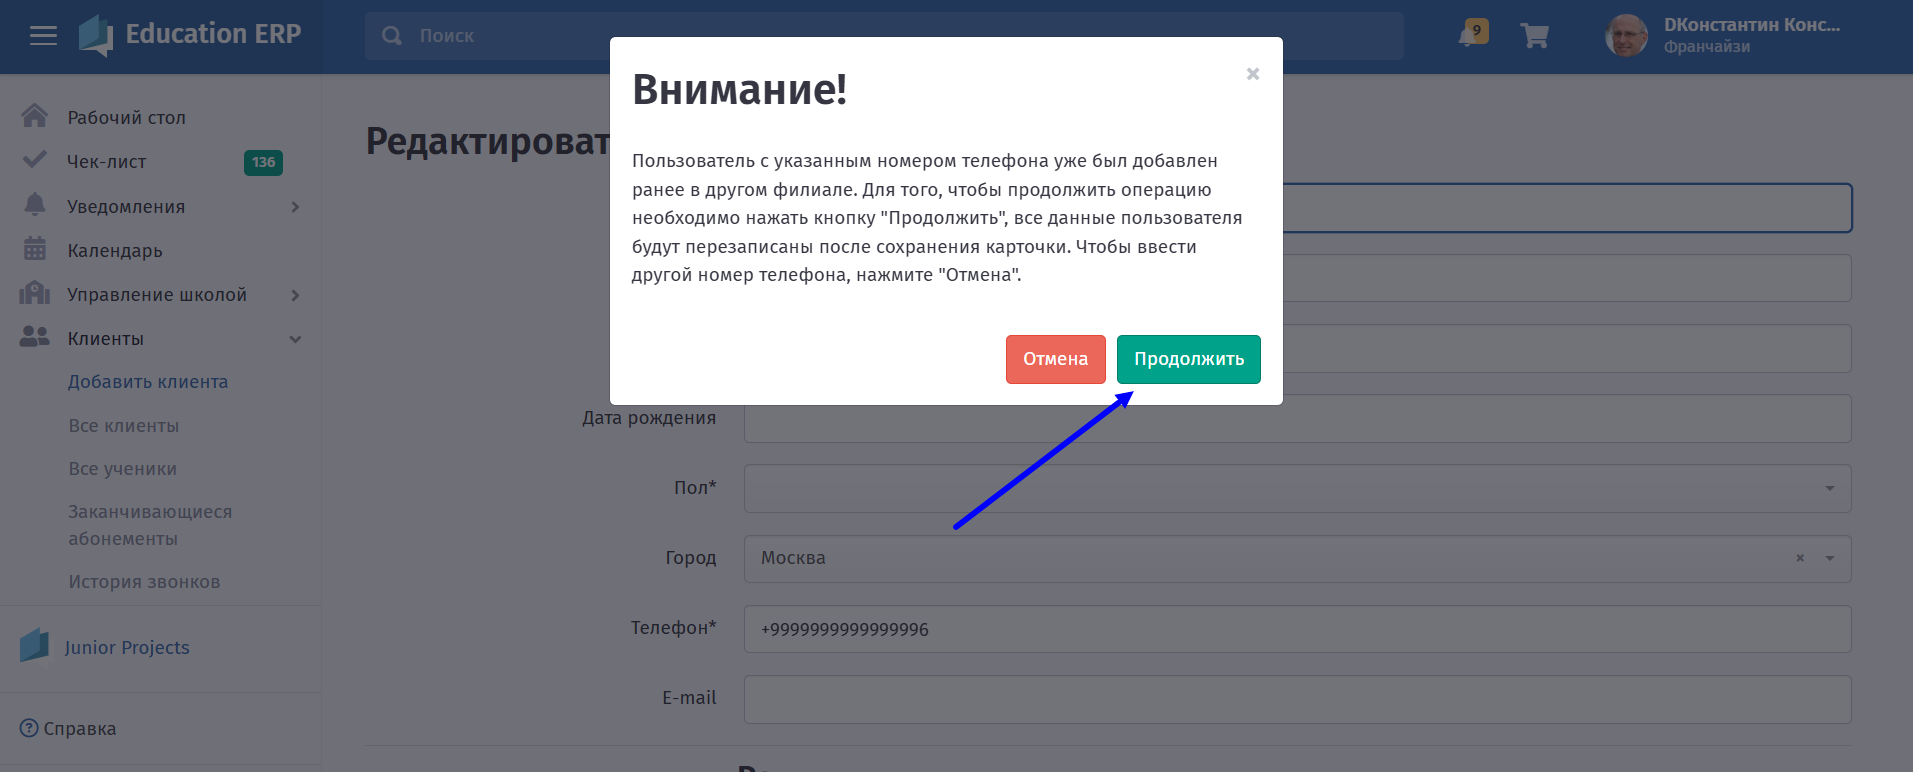 Education ERP
Поиск
9
DКонстантин Конс...
Франчайзи
Рабочий стол
Чек-лист
136
Уведомления
Календарь
Управление школой
Клиенты
Добавить клиента
Все клиенты
Все ученики
Заканчивающиеся
абонементы
История звонков
Junior Projects
Справка
Редактироват
Внимание!
Пользователь с указанным номером телефона уже был добавлен
ранее в другом филиале. Для того, чтобы продолжить операцию
необходимо нажать кнопку "Продолжить", все данные пользователя
будут перезаписаны после сохранения карточки. Чтобы ввести
другой номер телефона, нажмите "Отмена".
Отмена
Продолжить
Дата рождения
Пол*
Город
Москва
Телефон*
+9999999999999996
E-mail